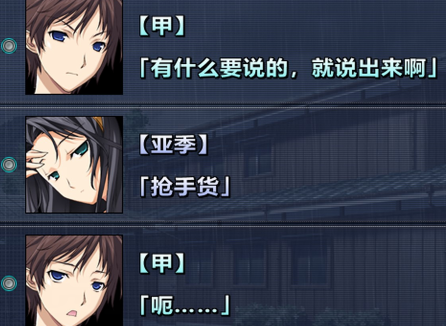 【甲】
「有什么要说的，就说出来啊」
【亚季】
「抢手货」
【甲】
「呃……」